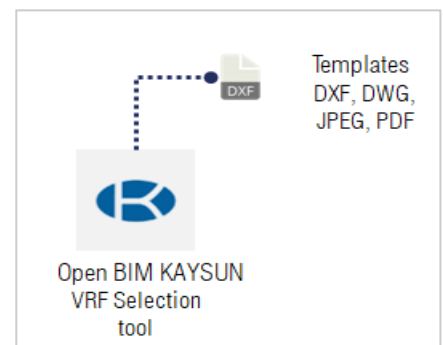 Templates
DXF, DWG,
JPEG, PDF
DXF
Open BIM KAYSUN
VRF Selection
tool